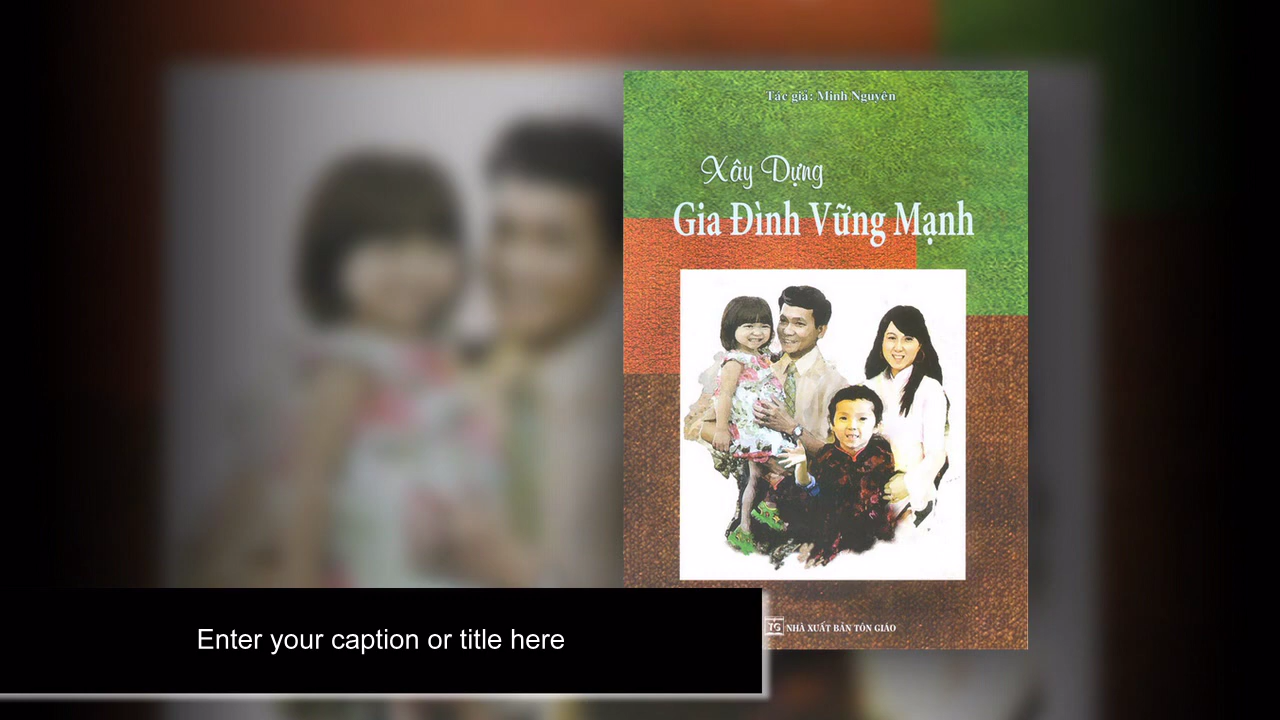 Tác giả: Minh Nguyên
Xây Dựng
Gia Đình Vững Mạnh
TG NHÀ XUẤT BẢN TÔN GIÁO
Enter your caption or title here